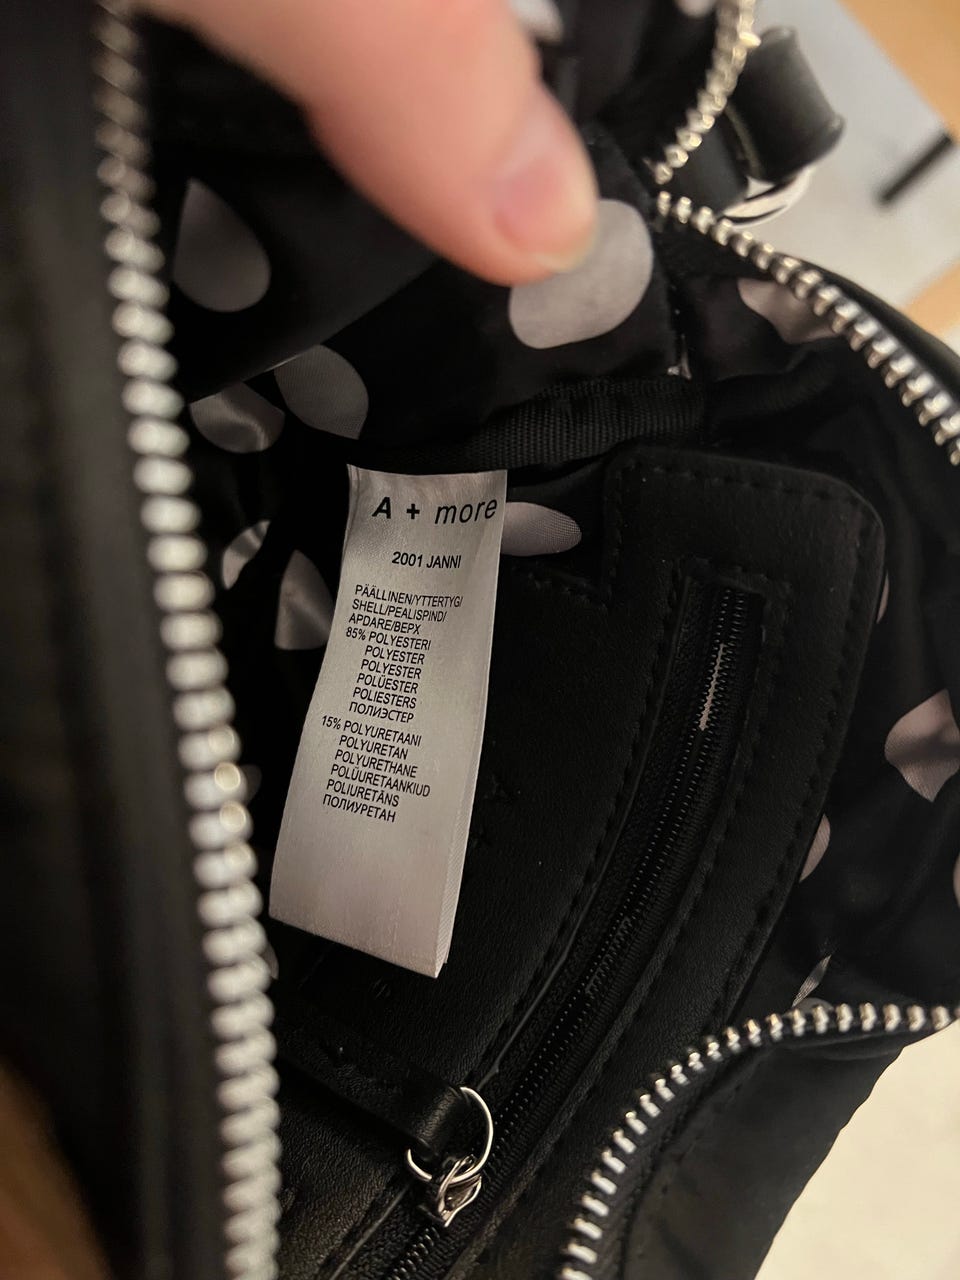 A + more
2001 JANNI
PÄÄLLINEN/YTTERTYG/
SHELL/PEALISPIND/
APDARE/ВЕРХ
85% POLYESTERI
POLYESTER
POLYESTER
POLÜESTER
POLIESTERS
ПОЛИЭСТЕР
15% POLYURETAANI
POLYURETAN
POLYURETHANE
POLÜURETAANKIUD
POLIURETĀNS
ПОЛИУРЕТАН